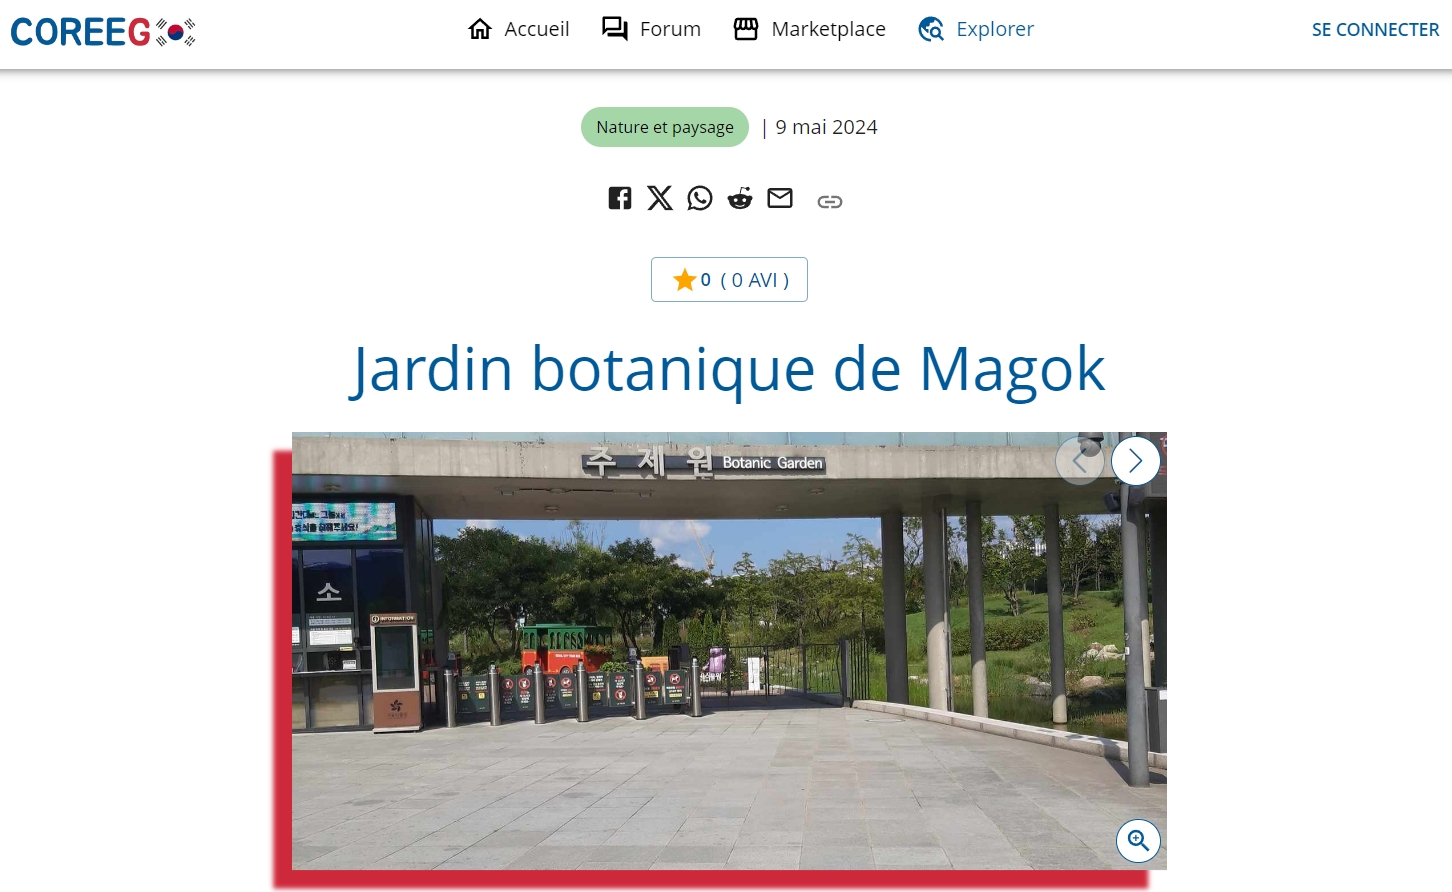 COREEG
Accueil
Forum
Marketplace
Explorer
SE CONNECTER
Nature et paysage
| 9 mai 2024
0 ( 0 AVI )
Jardin botanique de Magok
주 제 원 Botanic Garden
소
INFORMATION